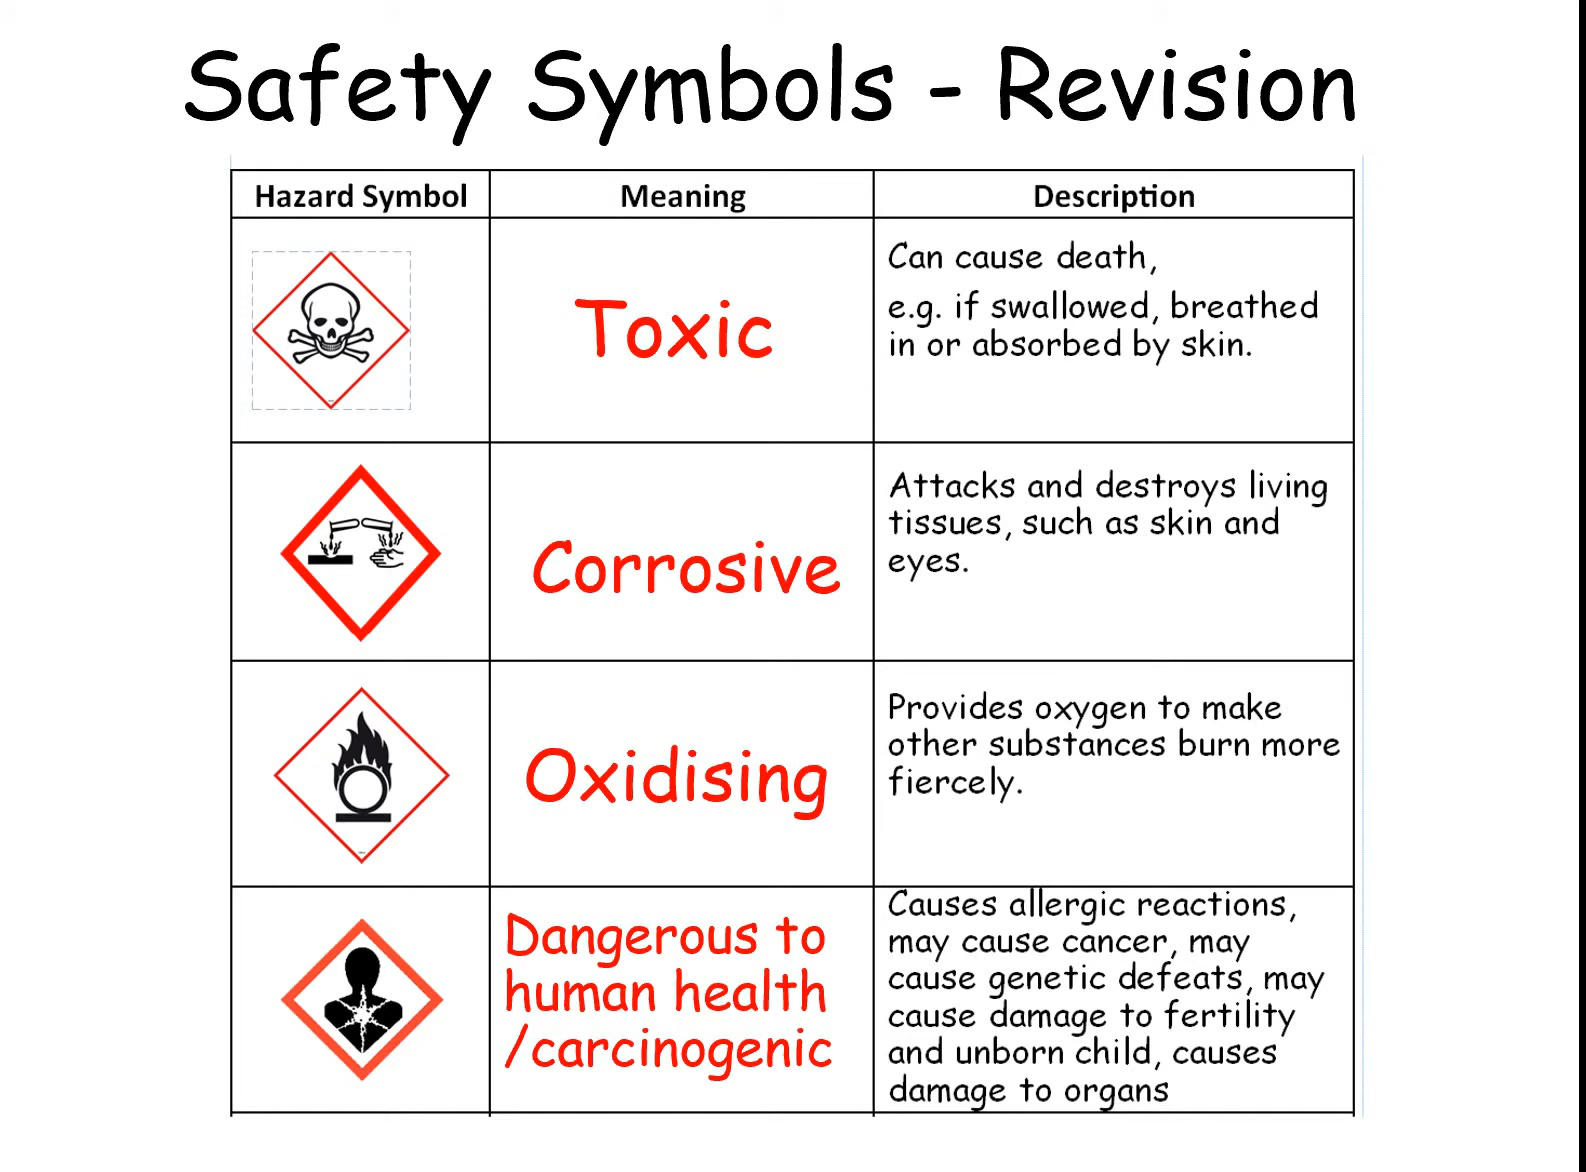 Safety Symbols - Revision
Hazard Symbol
Meaning
Description
Toxic
Can cause death,
e.g. if swallowed, breathed
in or absorbed by skin.
Corrosive
Attacks and destroys living
tissues, such as skin and
eyes.
Oxidising
Provides oxygen to make
other substances burn more
fiercely.
Dangerous to
human health
/carcinogenic
Causes allergic reactions,
may cause cancer, may
cause genetic defeats, may
cause damage to fertility
and unborn child, causes
damage to organs